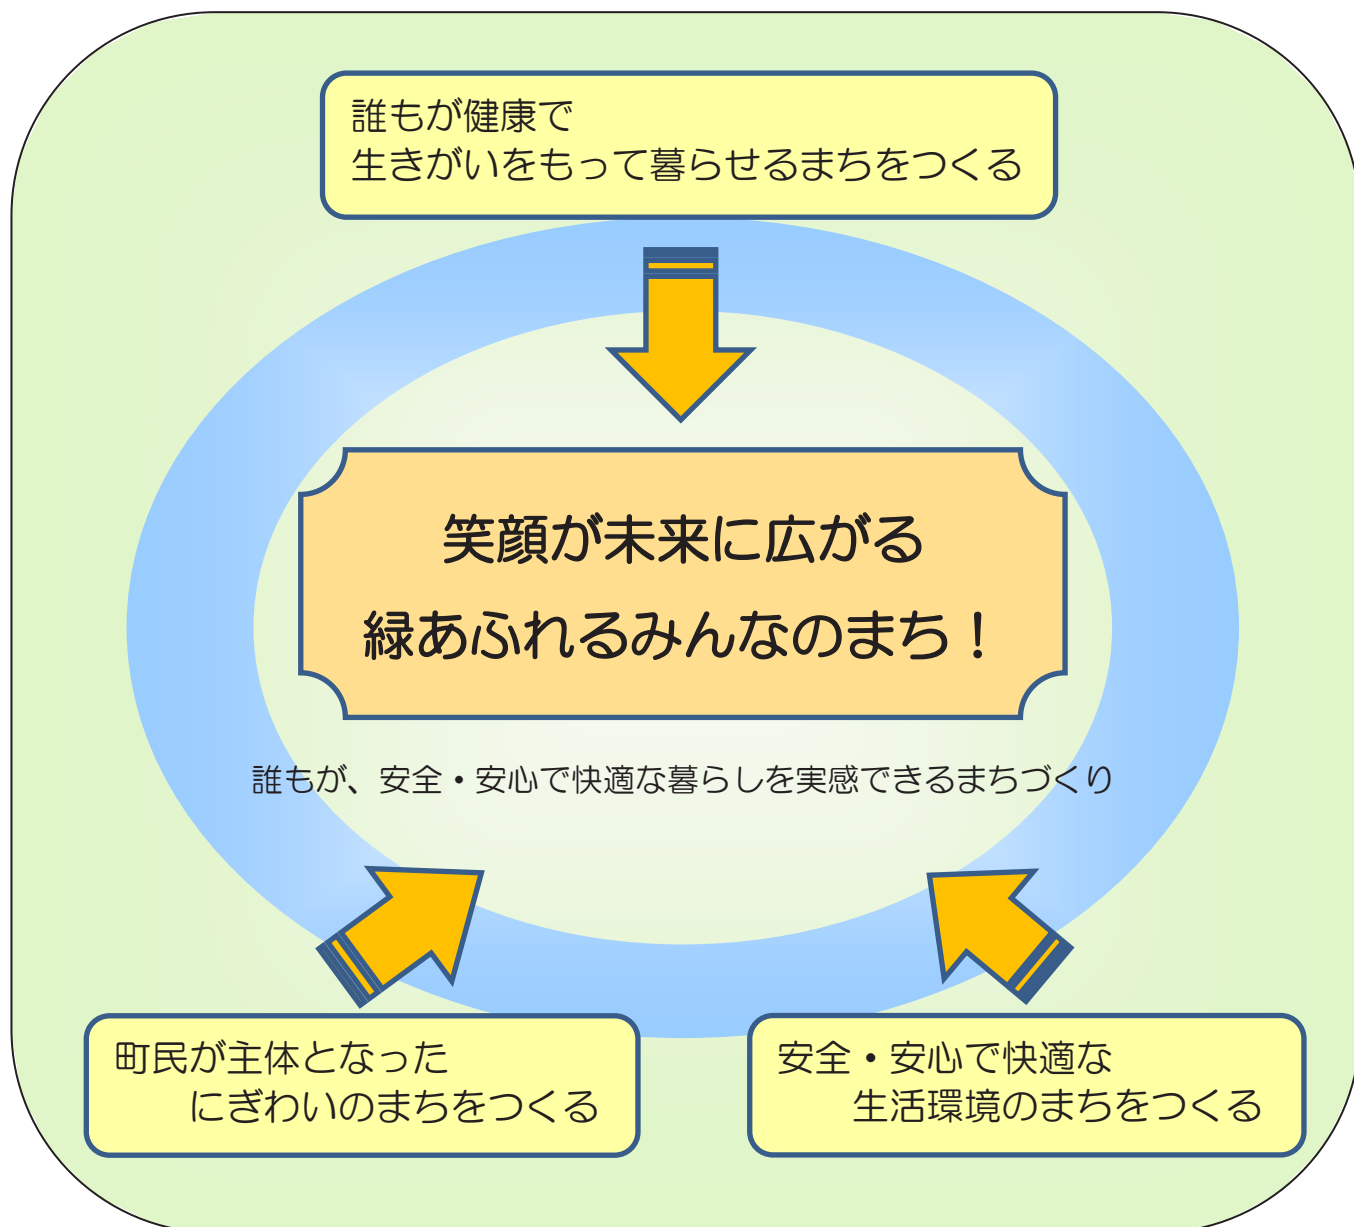 誰もが健康で
生きがいをもって暮らせるまちをつくる
笑顔が未来に広がる
緑あふれるみんなのまち！
誰もが、安全・安心で快適な暮らしを実感できるまちづくり
町民が主体となった
にぎわいのまちをつくる
安全・安心で快適な
生活環境のまちをつくる